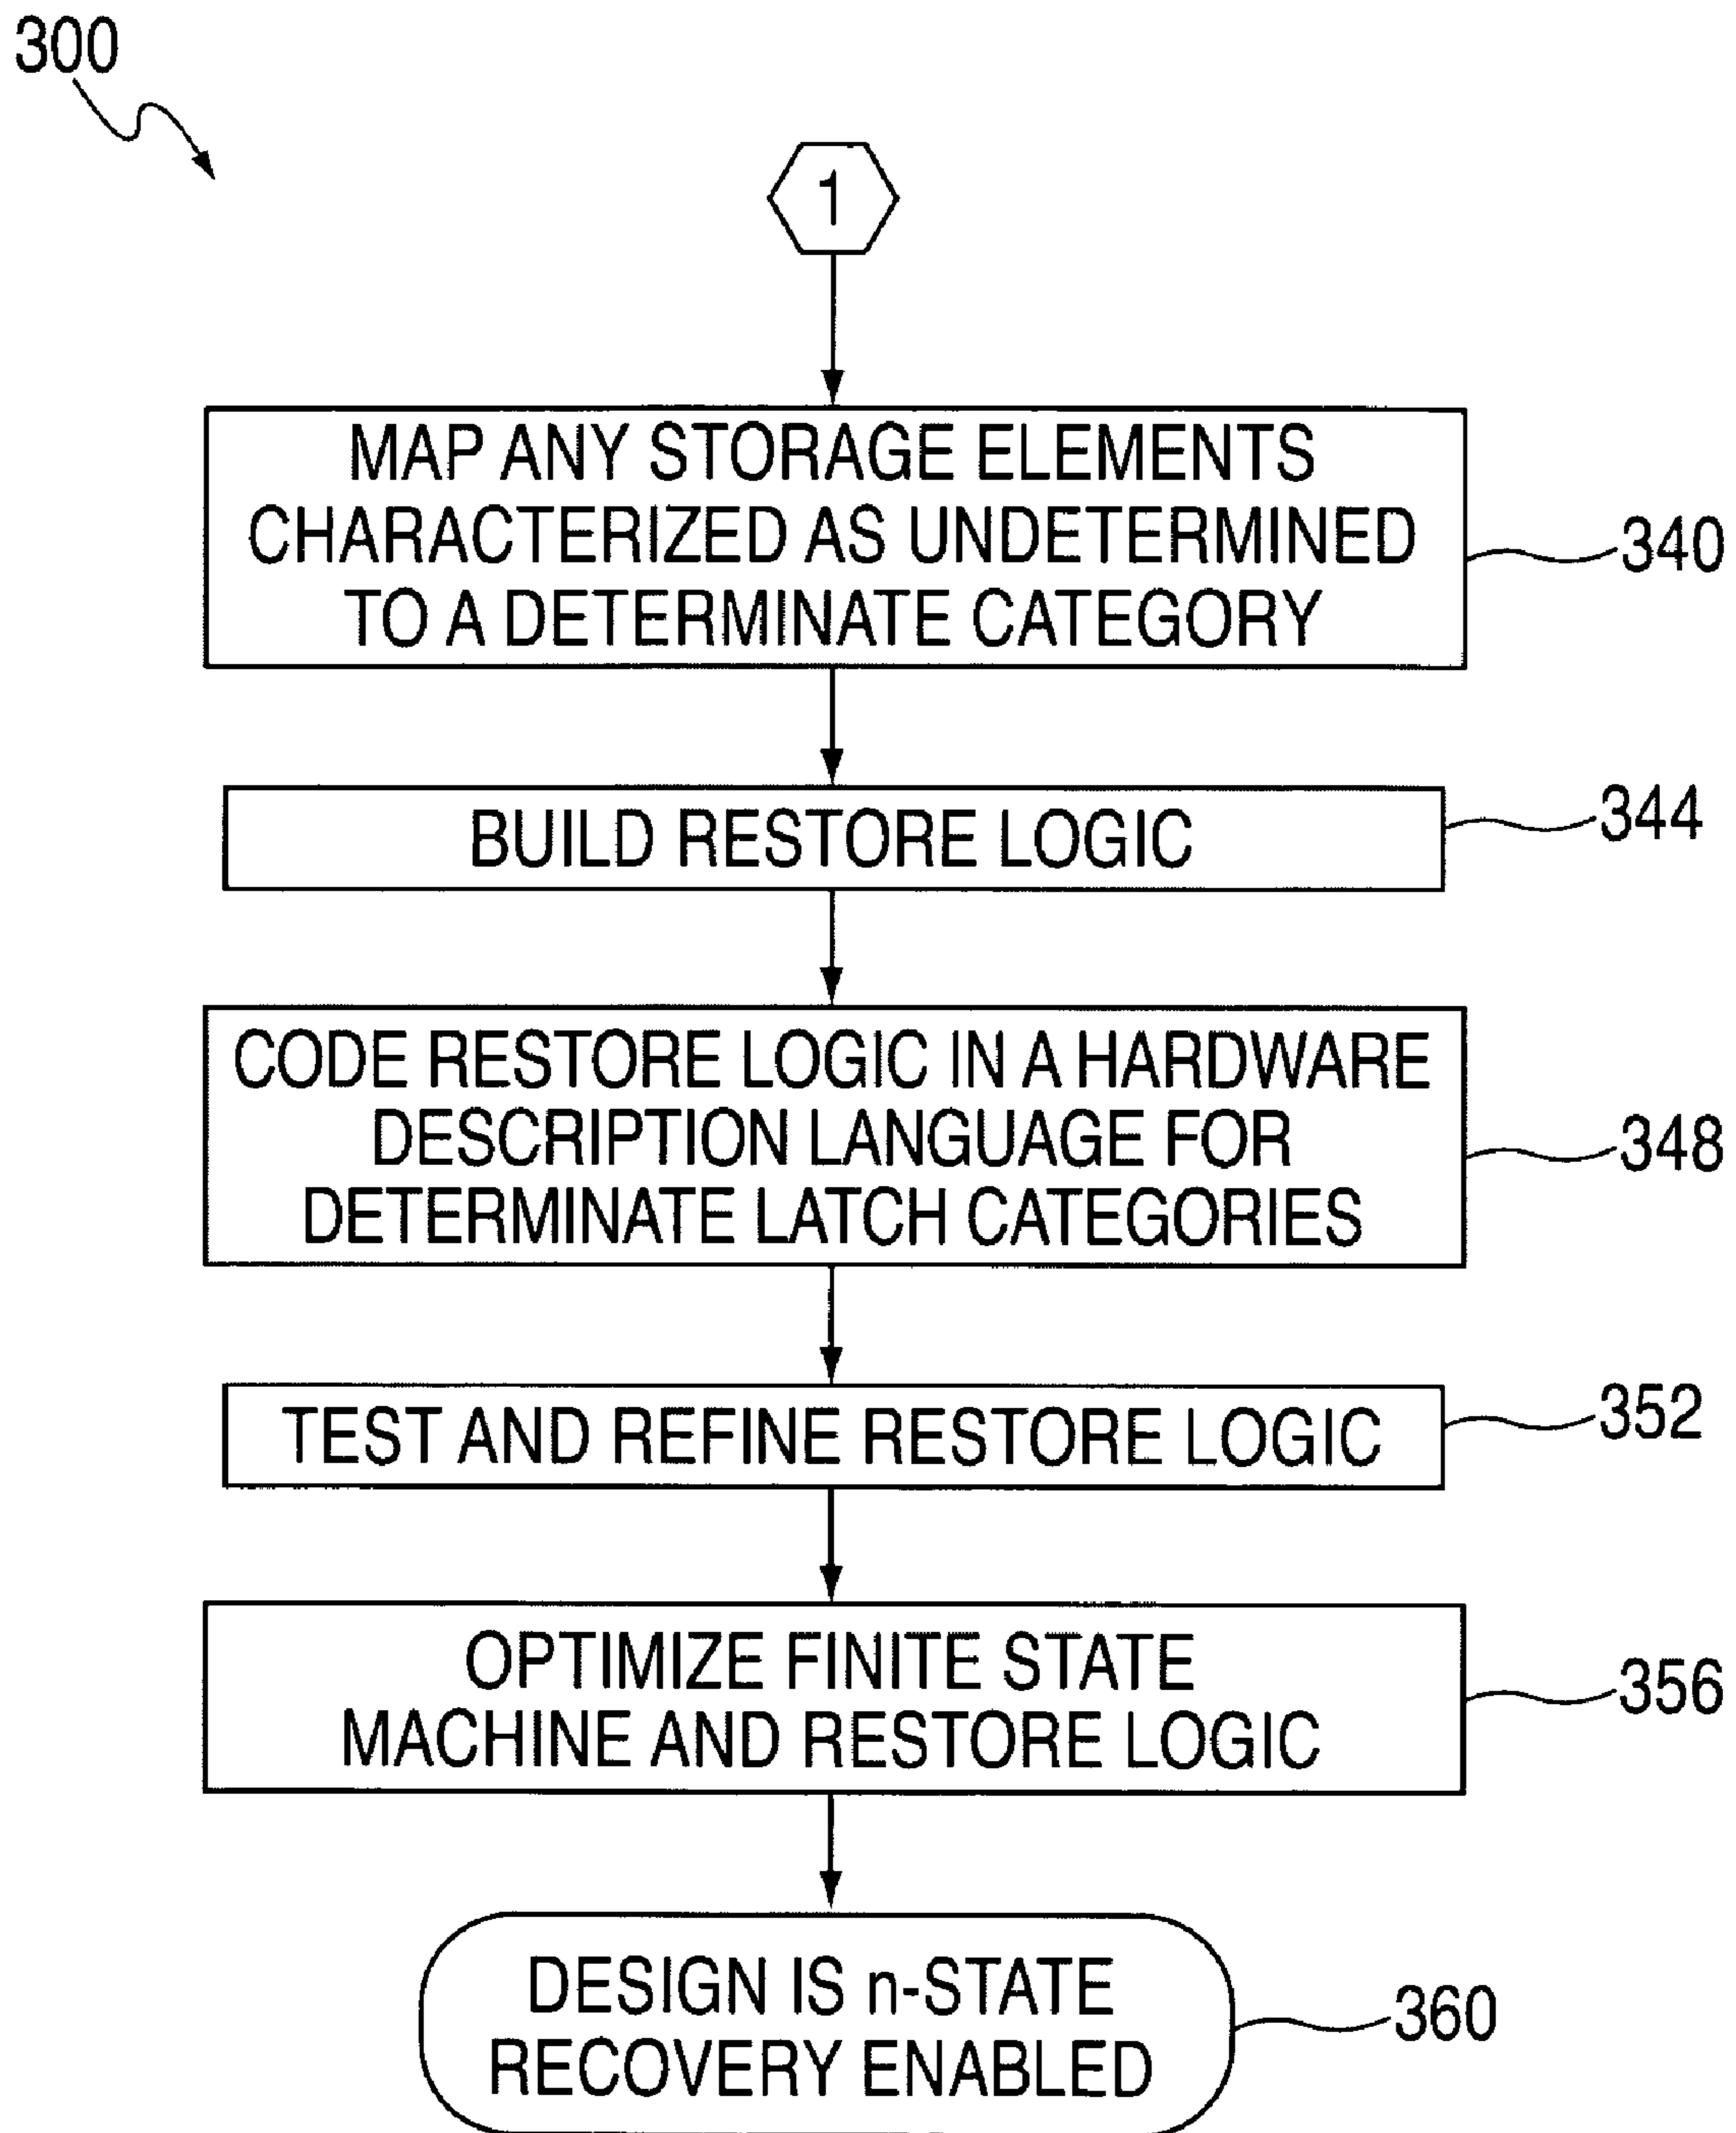 300
1
MAP ANY STORAGE ELEMENTS
CHARACTERIZED AS UNDETERMINED
TO A DETERMINATE CATEGORY
340
BUILD RESTORE LOGIC
344
CODE RESTORE LOGIC IN A HARDWARE
DESCRIPTION LANGUAGE FOR
DETERMINATE LATCH CATEGORIES
348
TEST AND REFINE RESTORE LOGIC
352
OPTIMIZE FINITE STATE
MACHINE AND RESTORE LOGIC
356
DESIGN IS n-STATE
RECOVERY ENABLED
360